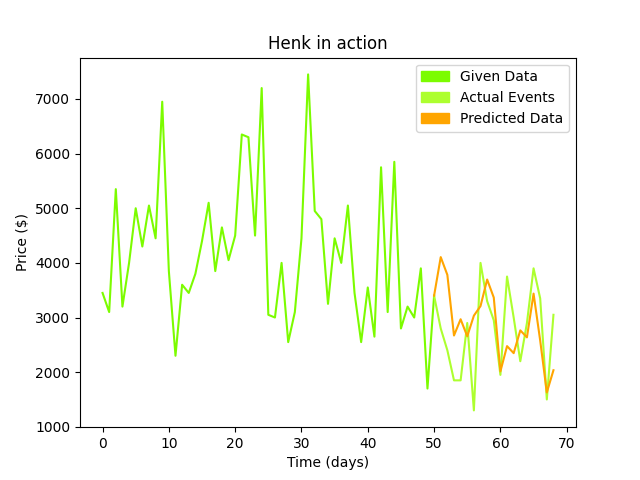 Henk in action
Given Data
Actual Events
Predicted Data
7000
6000
5000
4000
3000
2000
1000
Price ($)
0 10 20 30 40 50 60 70
Time (days)